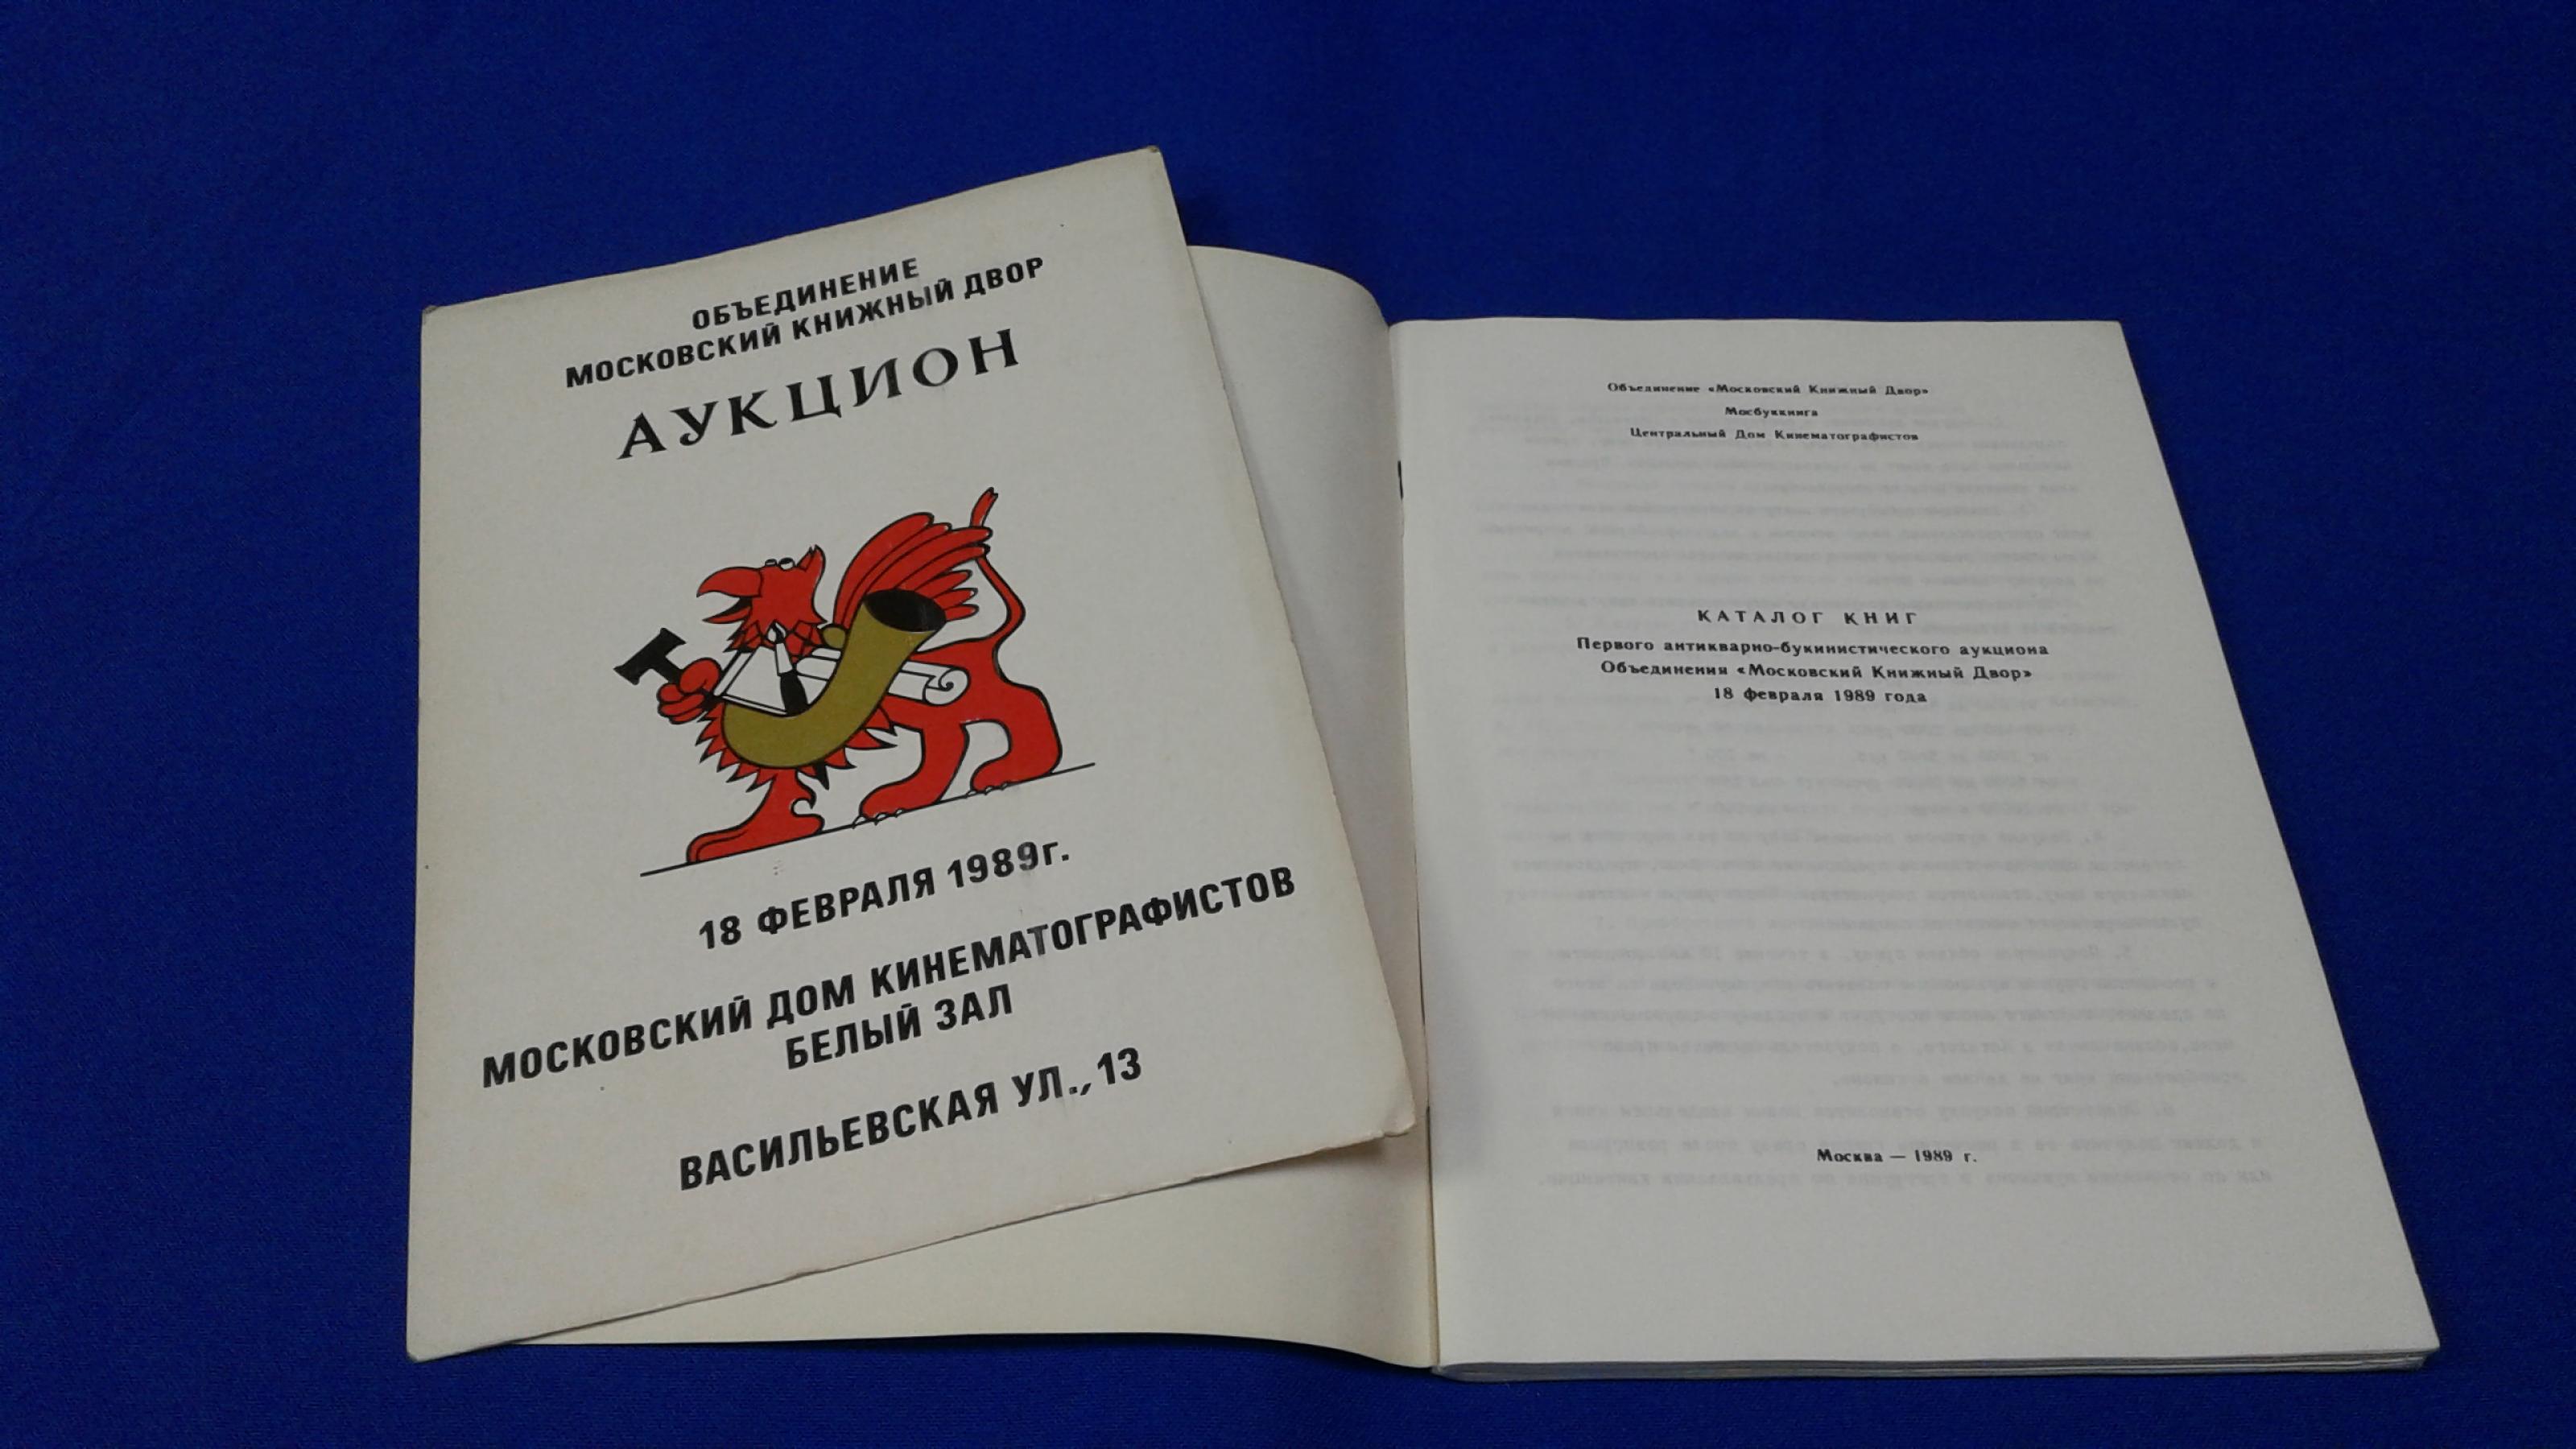 ОБЪЕДИНЕНИЕ
МОСКОВСКИЙ КНИЖНЫЙ ДВОР
АУКЦИОН
18 ФЕВРАЛЯ 1989г.
МОСКОВСКИЙ ДОМ КИНЕМАТОГРАФИСТОВ
БЕЛЫЙ ЗАЛ
ВАСИЛЬЕВСКАЯ УЛ., 13
Объединение «Московский Книжный Двор»
Мосбуккнига
Центральный Дом Кинематографистов
КАТАЛОГ КНИГ
Первого антикварно-букинистического аукциона
Объединения «Московский Книжный Двор»
18 февраля 1989 года
Москва — 1989 г.